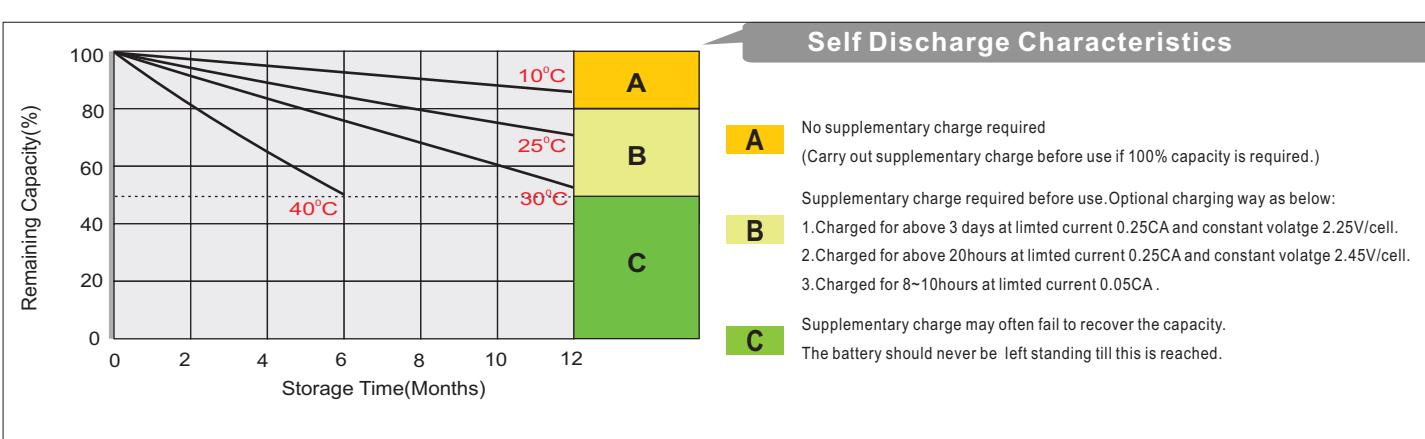 Self Discharge Characteristics
Remaining Capacity(%)
100
80
60
40
20
0
0 2 4 6 8 10 12
Storage Time(Months)
10°C
25°C
30°C
40°C
A
B
C
A
No supplementary charge required
(Carry out supplementary charge before use if 100% capacity is required.)
B
Supplementary charge required before use.Optional charging way as below:
1.Charged for above 3 days at limted current 0.25CA and constant volatge 2.25V/cell.
2.Charged for above 20hours at limted current 0.25CA and constant volatge 2.45V/cell.
3.Charged for 8~10hours at limted current 0.05CA .
C
Supplementary charge may often fail to recover the capacity.
The battery should never be left standing till this is reached.